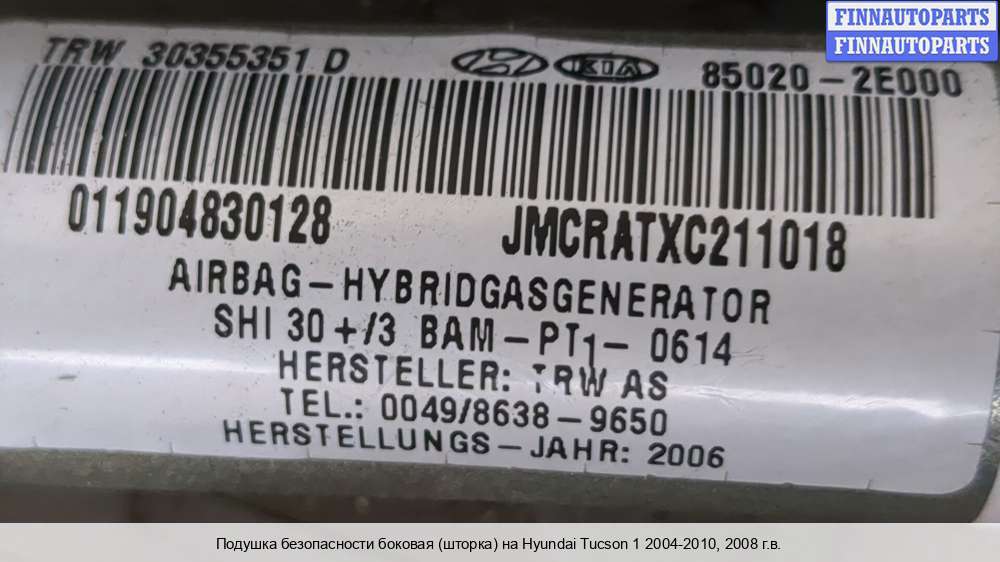 FINNAUTOPARTS
FINNAUTOPARTS
TRW 30355351 D KIA 85020-2E000
011904830128 JMCRATXC211018
AIRBAG-HYBRIDGASGENERATOR
SHI 30 +/3 BAM-PT1- 0614
HERSTELLER: TRW AS
TEL.: 0049/8638-9650
HERSTELLUNGS-JAHR: 2006
Подушка безопасности боковая (шторка) на Hyundai Tucson 1 2004-2010, 2008 г.в.